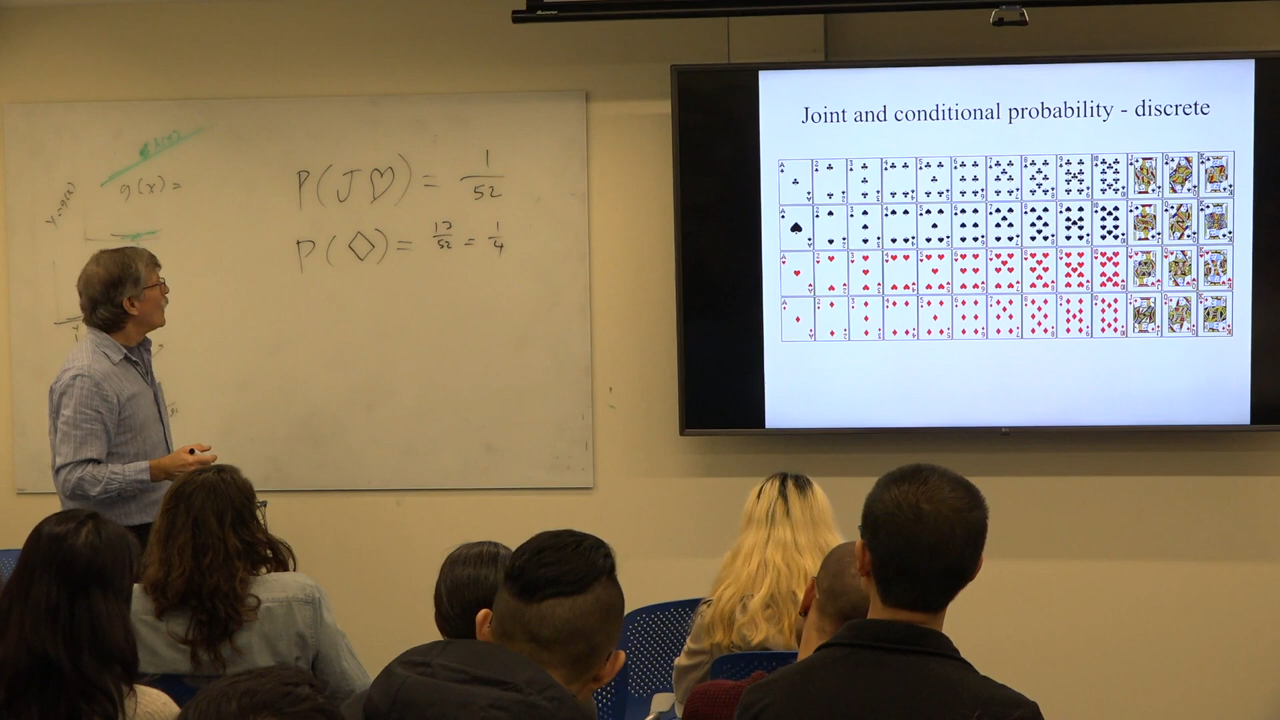 Joint and conditional probability - discrete
P(J♡) = 1/52
P(◇) = 13/52 = 1/4
g(x) =